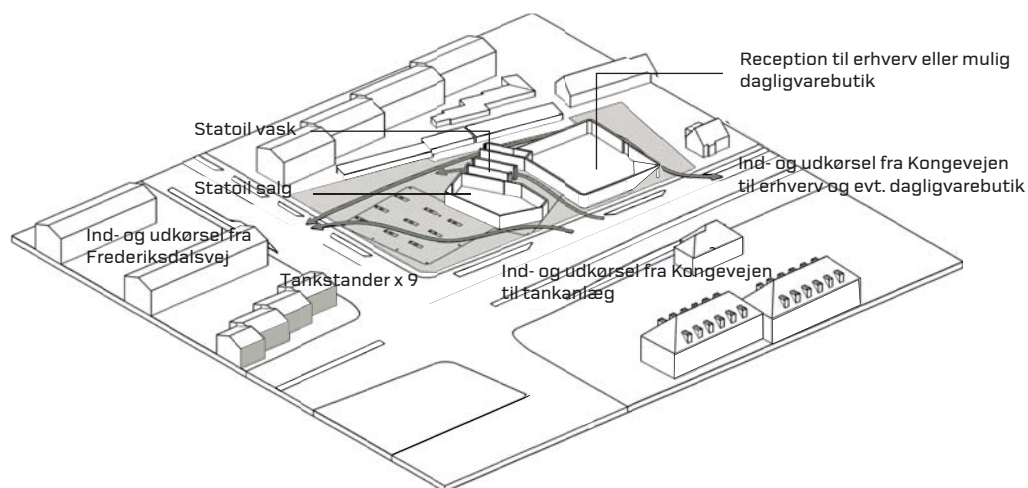 Reception til erhverv eller mulig
dagligvarebutik
Statoil vask
Statoil salg
Ind- og udkørsel fra Kongevejen
til erhverv og evt. dagligvarebutik
Ind- og udkørsel fra
Frederiksdalsvej
Tankstander x 9
Ind- og udkørsel fra Kongevejen
til tankanlæg